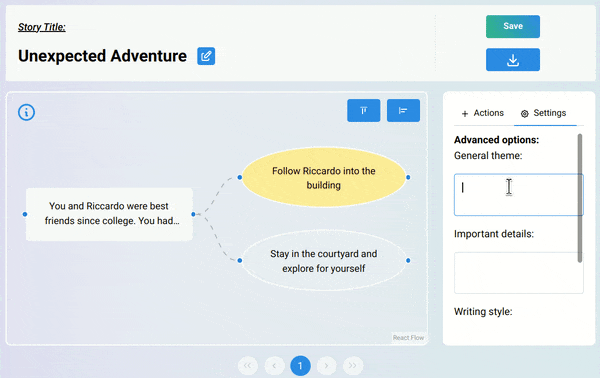 Story Title:
Unexpected Adventure
Save
You and Riccardo were best
friends since college. You had...
Follow Riccardo into the
building
Stay in the courtyard and
explore for yourself
React Flow
+ Actions
Settings
Advanced options:
General theme:
Important details:
Writing style:
1